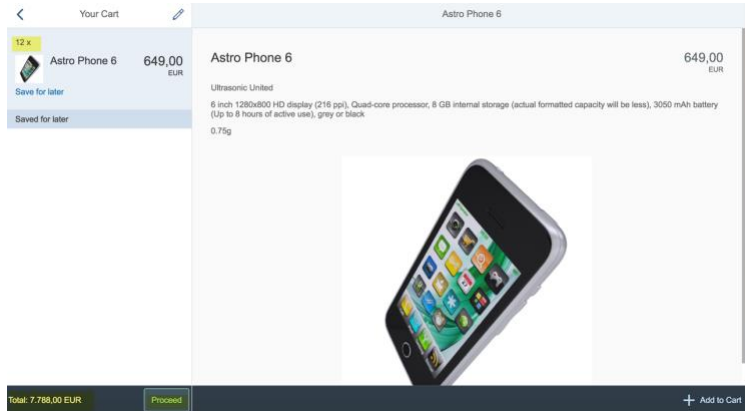 Your Cart
12 x
Astro Phone 6
649,00
EUR
Save for later
Saved for later
Total: 7.788,00 EUR
Proceed
Astro Phone 6
Astro Phone 6
649,00
EUR
Ultrasonic United
6 inch 1280x800 HD display (216 ppi), Quad-core processor, 8 GB internal storage (actual formatted capacity will be less), 3050 mAh battery
(Up to 8 hours of active use), grey or black
0.75g
Add to Cart